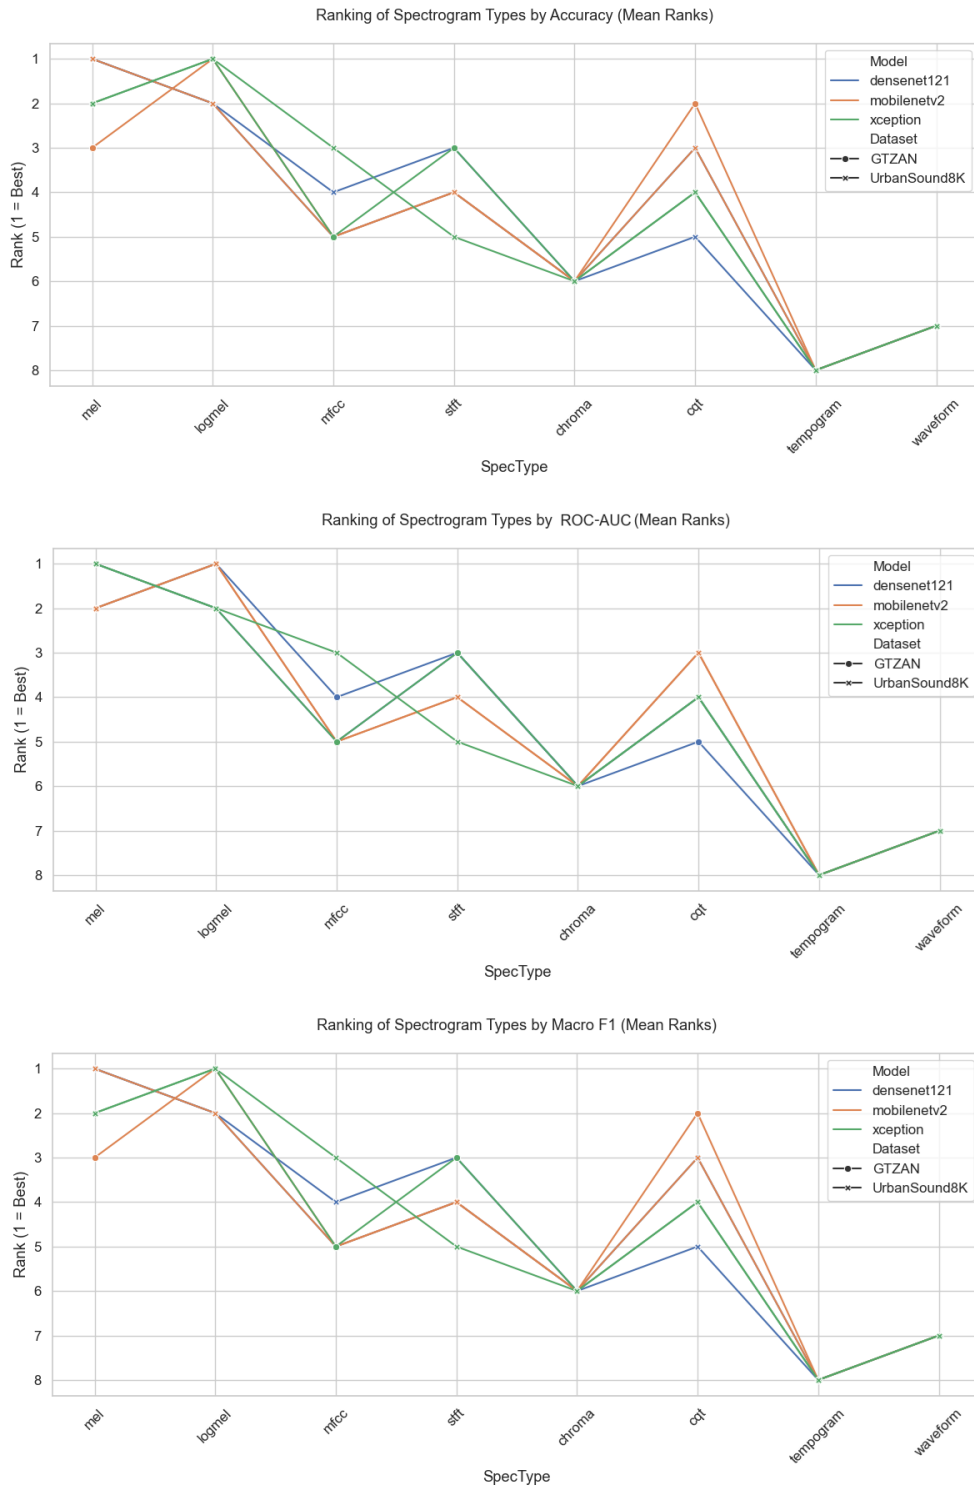 Ranking of Spectrogram Types by Accuracy (Mean Ranks)
Rank (1 = Best)
1
2
3
4
5
6
7
8
Model
densenet121
mobilenetv2
xception
Dataset
GTZAN
UrbanSound8K
mel
logmel
mfcc
stft
chroma
cqt
tempogram
waveform
SpecType
Ranking of Spectrogram Types by ROC-AUC (Mean Ranks)
Rank (1 = Best)
1
2
3
4
5
6
7
8
Model
densenet121
mobilenetv2
xception
Dataset
GTZAN
UrbanSound8K
mel
logmel
mfcc
stft
chroma
cqt
tempogram
waveform
SpecType
Ranking of Spectrogram Types by Macro F1 (Mean Ranks)
Rank (1 = Best)
1
2
3
4
5
6
7
8
Model
densenet121
mobilenetv2
xception
Dataset
GTZAN
UrbanSound8K
mel
logmel
mfcc
stft
chroma
cqt
tempogram
waveform
SpecType